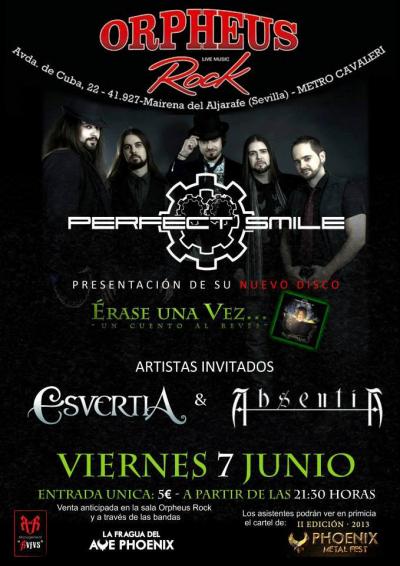 ORPHEUS
LIVE MUSIC
Rock
Avda. de Cuba, 22 - 41.927-Mairena del Aljarafe (Sevilla) - METRO CAVALERI
PERFECT SMILE
PRESENTACIÓN DE SU NUEVO DISCO
ÉRASE UNA VEZ...
"UN CUENTO AL REVÉS"
ARTISTAS INVITADOS
ESVERTIA & AbsentiA
VIERNES 7 JUNIO
ENTRADA UNICA: 5€ - A PARTIR DE LAS 21:30 HORAS
Venta anticipada en la sala Orpheus Rock
y a través de las bandas
Los asistentes podrán ver en primicia
el cartel de: II EDICIÓN · 2013
Management
LA FRAGUA DEL
AVE PHOENIX
PHOENIX
METAL FEST